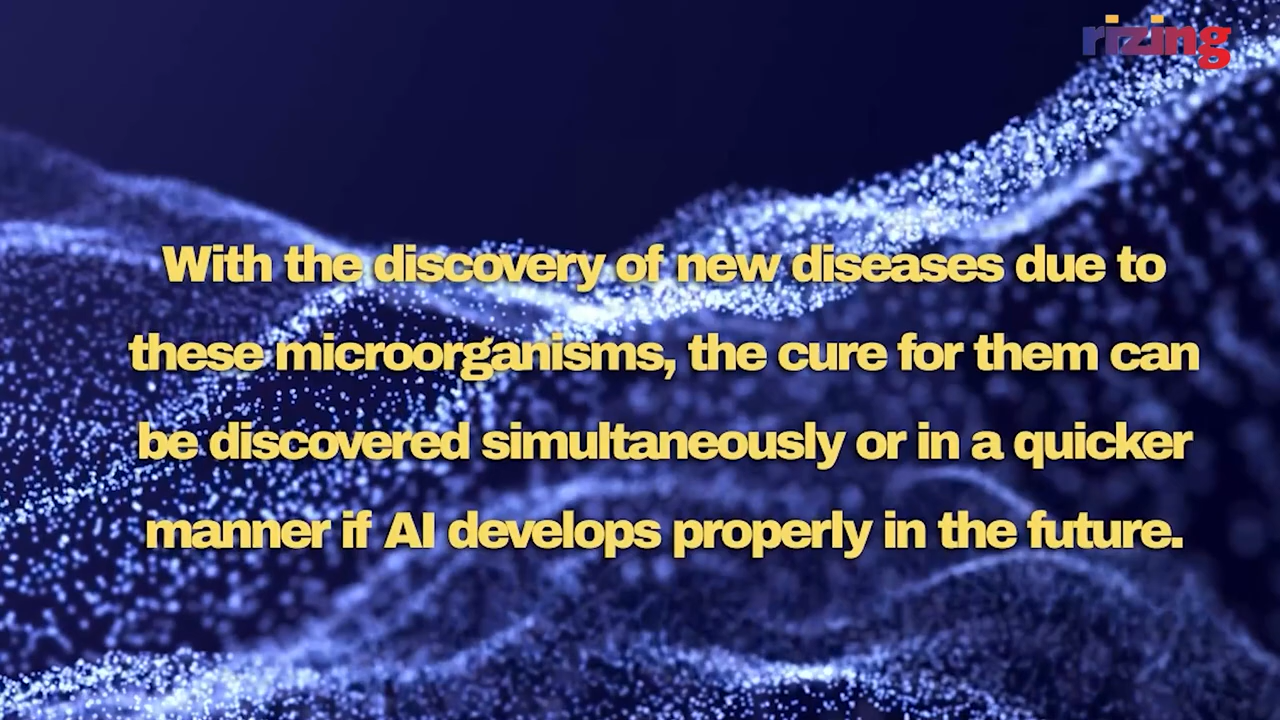 rizing
With the discovery of new diseases due to
these microorganisms, the cure for them can
be discovered simultaneously or in a quicker
manner if AI develops properly in the future.